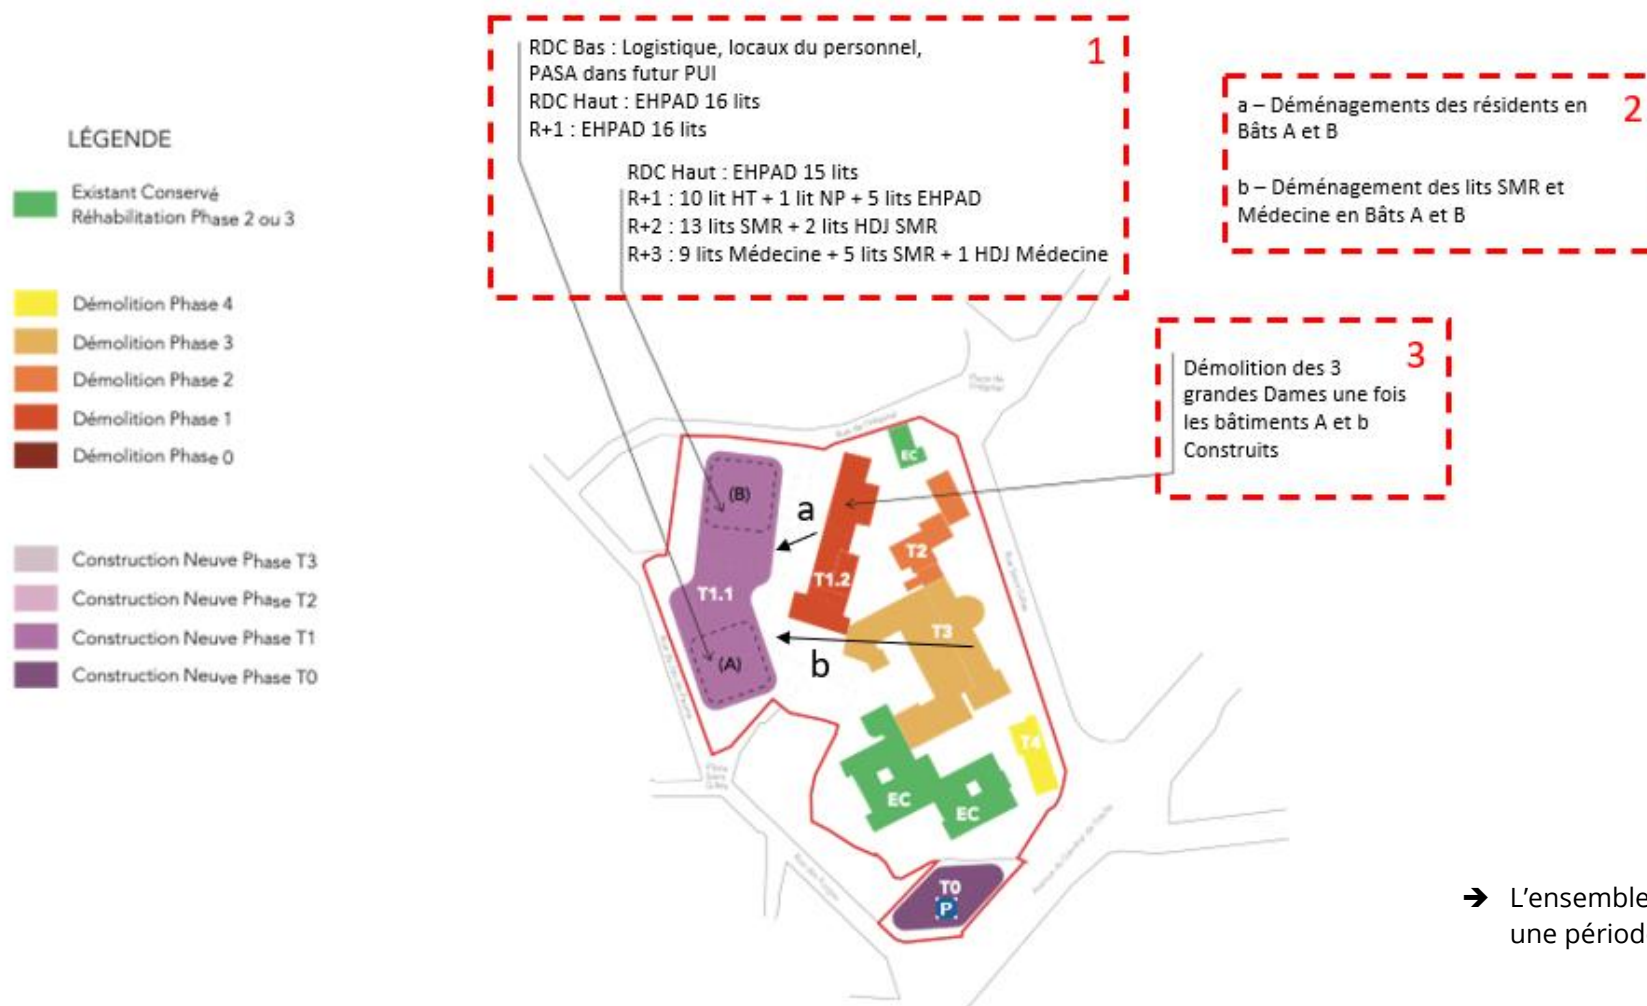 RDC Bas : Logistique, locaux du personnel,
PASA dans futur PUI
RDC Haut : EHPAD 16 lits
R+1 : EHPAD 16 lits
1
RDC Haut : EHPAD 15 lits
R+1 : 10 lit HT + 1 lit NP + 5 lits EHPAD
R+2 : 13 lits SMR + 2 lits HDJ SMR
R+3 : 9 lits Médecine + 5 lits SMR + 1 HDJ Médecine
a – Déménagements des résidents en
Bâts A et B
2
b – Déménagement des lits SMR et
Médecine en Bâts A et B
3
Démolition des 3
grandes Dames une fois
les bâtiments A et b
Construits
LÉGENDE
Existant Conservé
Réhabilitation Phase 2 ou 3
Démolition Phase 4
Démolition Phase 3
Démolition Phase 2
Démolition Phase 1
Démolition Phase 0
Construction Neuve Phase T3
Construction Neuve Phase T2
Construction Neuve Phase T1
Construction Neuve Phase T0
Rue de l'Hôpital
EC
(B)
a
T2
T1.2
T1.1
T3
(A)
b
T4
EC
EC
T0
P
➔ L'ensemble
une périod